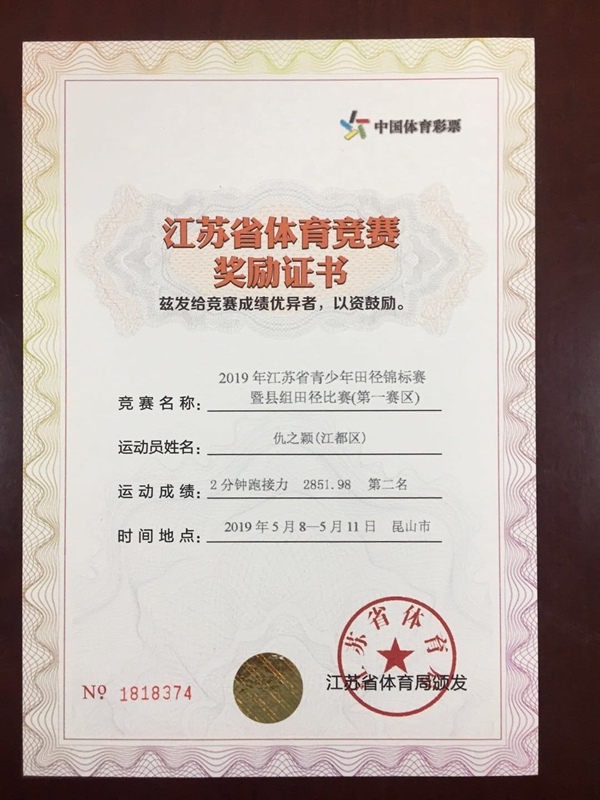 中国体育彩票
江苏省体育竞赛
奖励证书
兹发给竞赛成绩优异者，以资鼓励。
2019年江苏省青少年田径锦标赛
竞赛名称：暨县组田径比赛(第一赛区)
运动员姓名：仇之颖(江都区)
运动成绩：2分钟跑接力 2851.98 第二名
时间地点：2019年5月8—5月11日 昆山市
江苏省体育局
江苏省体育局颁发
Nº 1818374